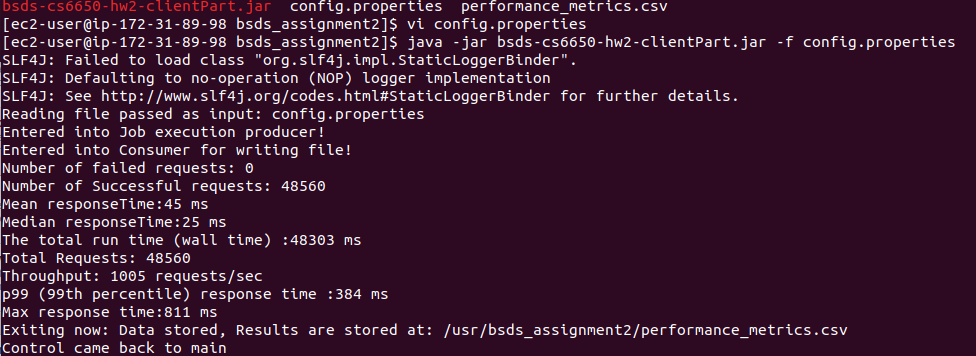 bsds-cs6650-hw2-clientPart.jar  config.properties  performance_metrics.csv
[ec2-user@ip-172-31-89-98 bsds_assignment2]$ vi config.properties
[ec2-user@ip-172-31-89-98 bsds_assignment2]$ java -jar bsds-cs6650-hw2-clientPart.jar -f config.properties
SLF4J: Failed to load class "org.slf4j.impl.StaticLoggerBinder".
SLF4J: Defaulting to no-operation (NOP) logger implementation
SLF4J: See http://www.slf4j.org/codes.html#StaticLoggerBinder for further details.
Reading file passed as input: config.properties
Entered into Job execution producer!
Entered into Consumer for writing file!
Number of failed requests: 0
Number of Successful requests: 48560
Mean responseTime:45 ms
Median responseTime:25 ms
The total run time (wall time) :48303 ms
Total Requests: 48560
Throughput: 1005 requests/sec
p99 (99th percentile) response time :384 ms
Max response time:811 ms
Exiting now: Data stored, Results are stored at: /usr/bsds_assignment2/performance_metrics.csv
Control came back to main